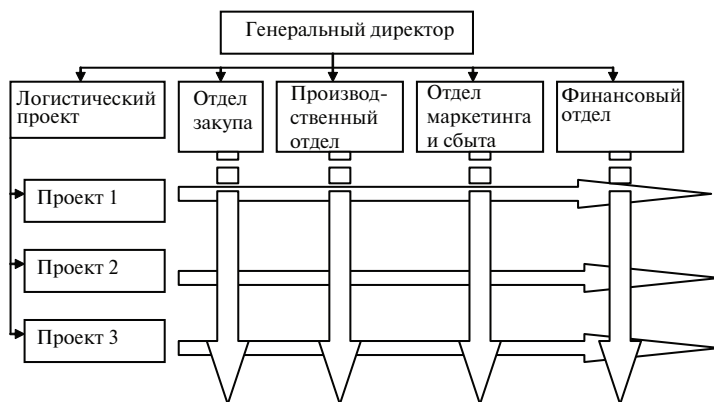 Генеральный директор
Логистический
проект
Отдел
закупа
Производ-
ственный
отдел
Отдел
маркетинга
и сбыта
Финансовый
отдел
Проект 1
Проект 2
Проект 3